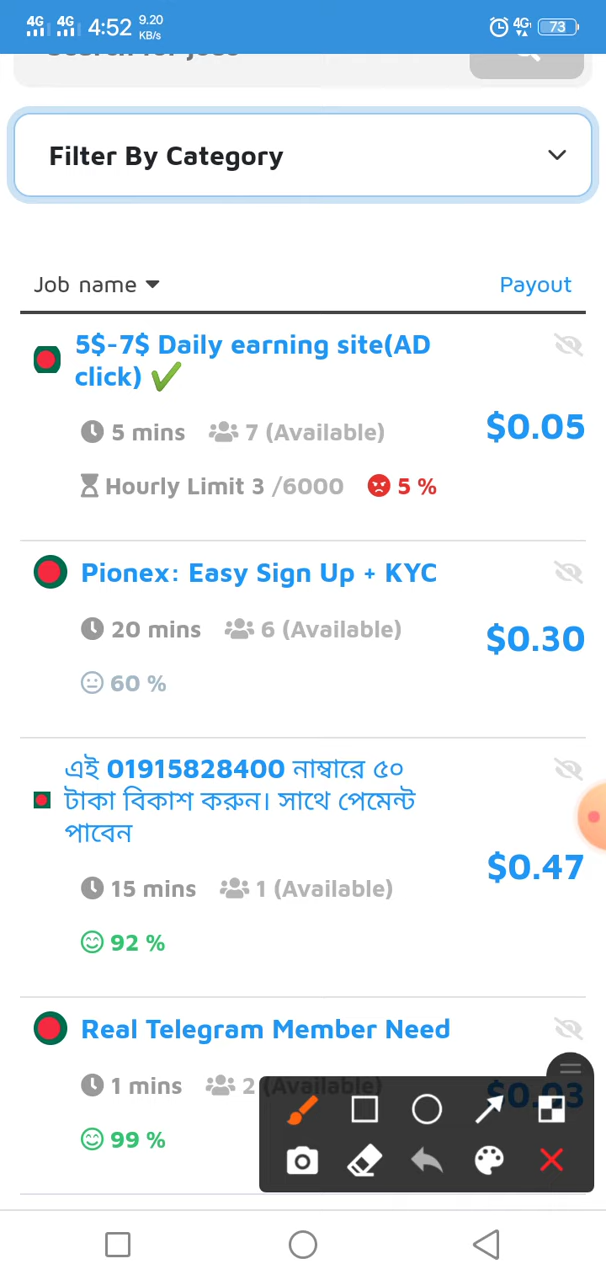 4G 4G 4:52 9.20 KB/s 4G 73
Filter By Category
Job name Payout
5$-7$ Daily earning site(AD
click)
5 mins 7 (Available)
$0.05
Hourly Limit 3 /6000 5 %
Pionex: Easy Sign Up + KYC
20 mins 6 (Available)
$0.30
60 %
এই 01915828400 নাম্বারে ৫০
টাকা বিকাশ করুন। সাথে পেমেন্ট
পাবেন
$0.47
15 mins 1 (Available)
92 %
Real Telegram Member Need
1 mins 2 (Available)
$0.03
99 %